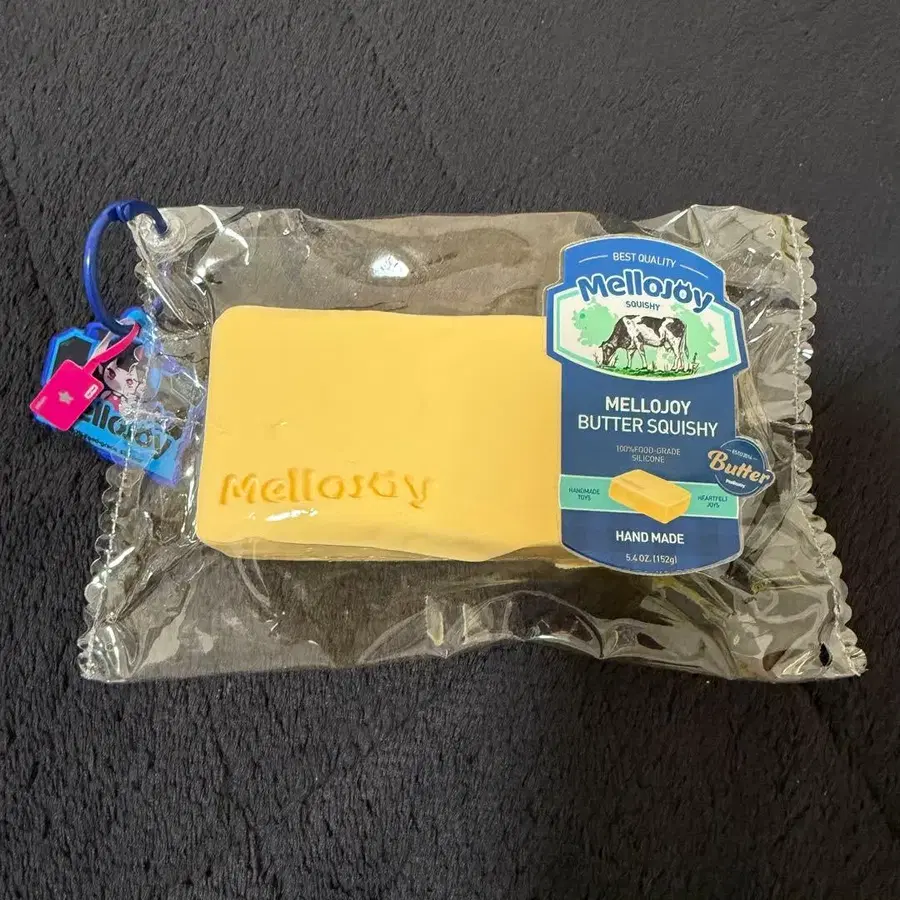 BEST QUALITY
Mellojoy
SQUISHY
MELLOJOY
BUTTER SQUISHY
100%FOOD-GRADE
SILICONE
Butter
Mellojoy
HANDMADE
TOYS
HEARTFELT
JOYS
HAND MADE
5.4 OZ. (152g)
Mellojoy
Mellojoy